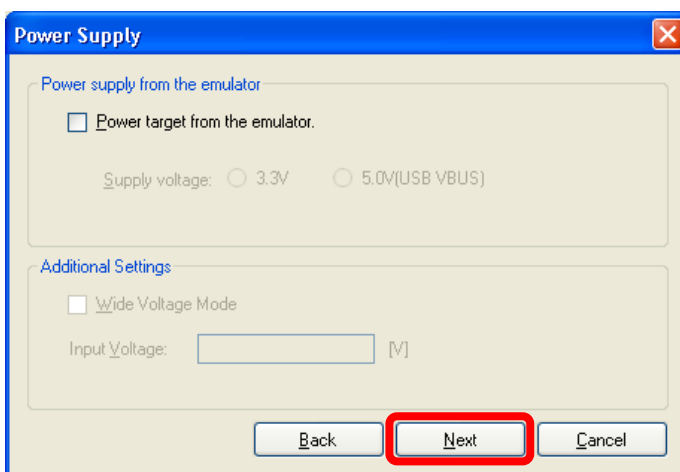 Power Supply
Power supply from the emulator
Power target from the emulator.
Supply voltage: 3.3V 5.0V(USB VBUS)
Additional Settings
Wide Voltage Mode
Input Voltage: [V]
Back Next Cancel